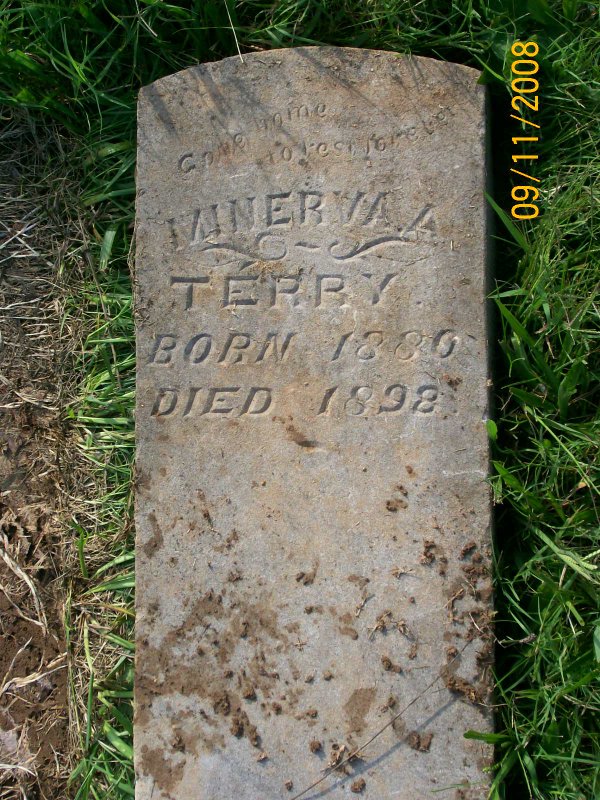 Gone home
to rest forever
MINERVA A
TERRY
BORN 1880
DIED 1898
09/11/2008